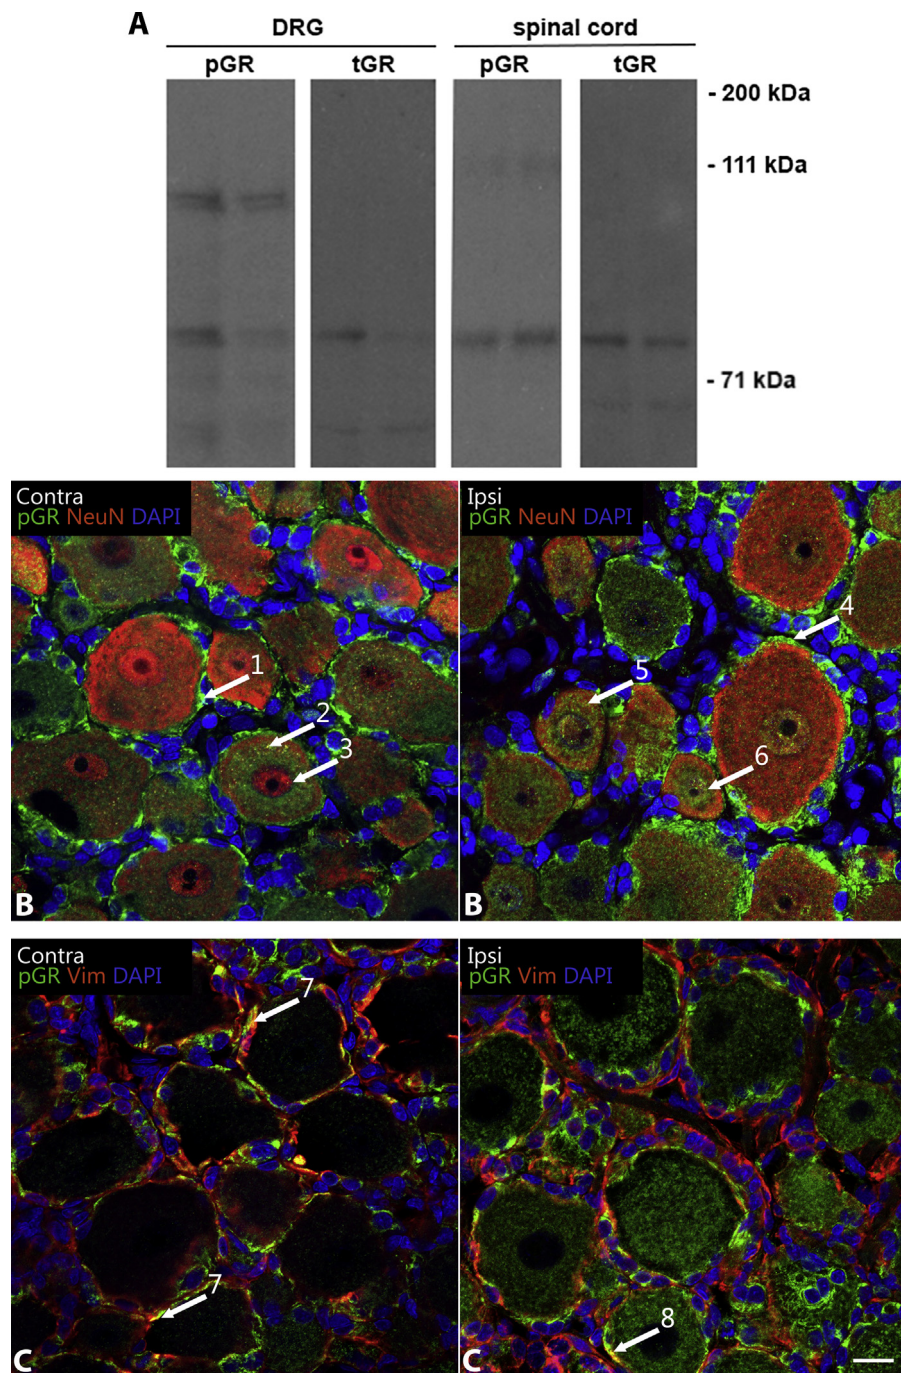 A
DRG
spinal cord
pGR
tGR
pGR
tGR
- 200 kDa
- 111 kDa
- 71 kDa
Contra
pGR NeuN DAPI
1
2
3
B
Ipsi
pGR NeuN DAPI
4
5
6
B
Contra
pGR Vim DAPI
7
7
C
Ipsi
pGR Vim DAPI
8
C